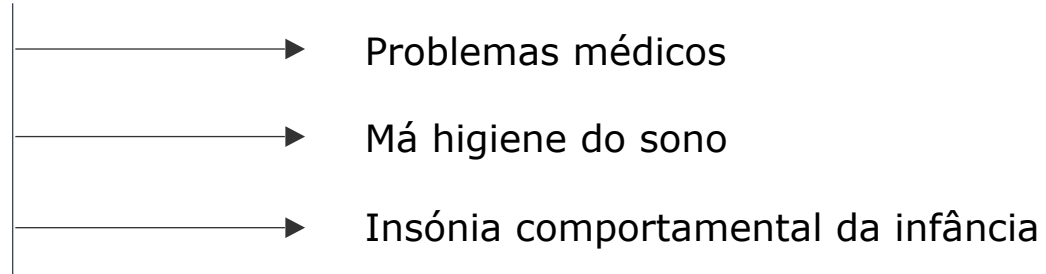 Problemas médicos
Má higiene do sono
Insónia comportamental da infância